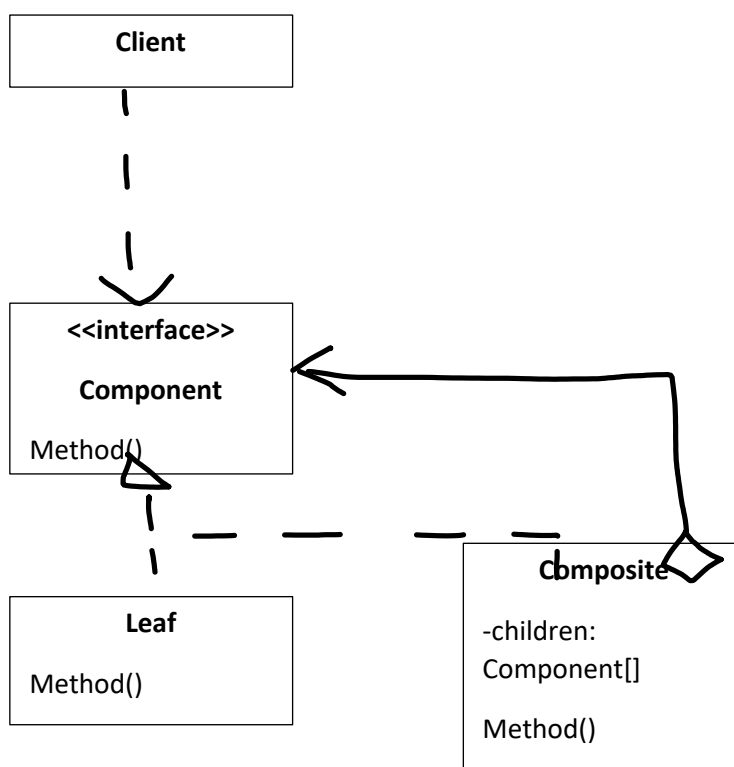 Client
<<interface>>
Component
Method()
Leaf
Method()
Composite
-children:
Component[]
Method()